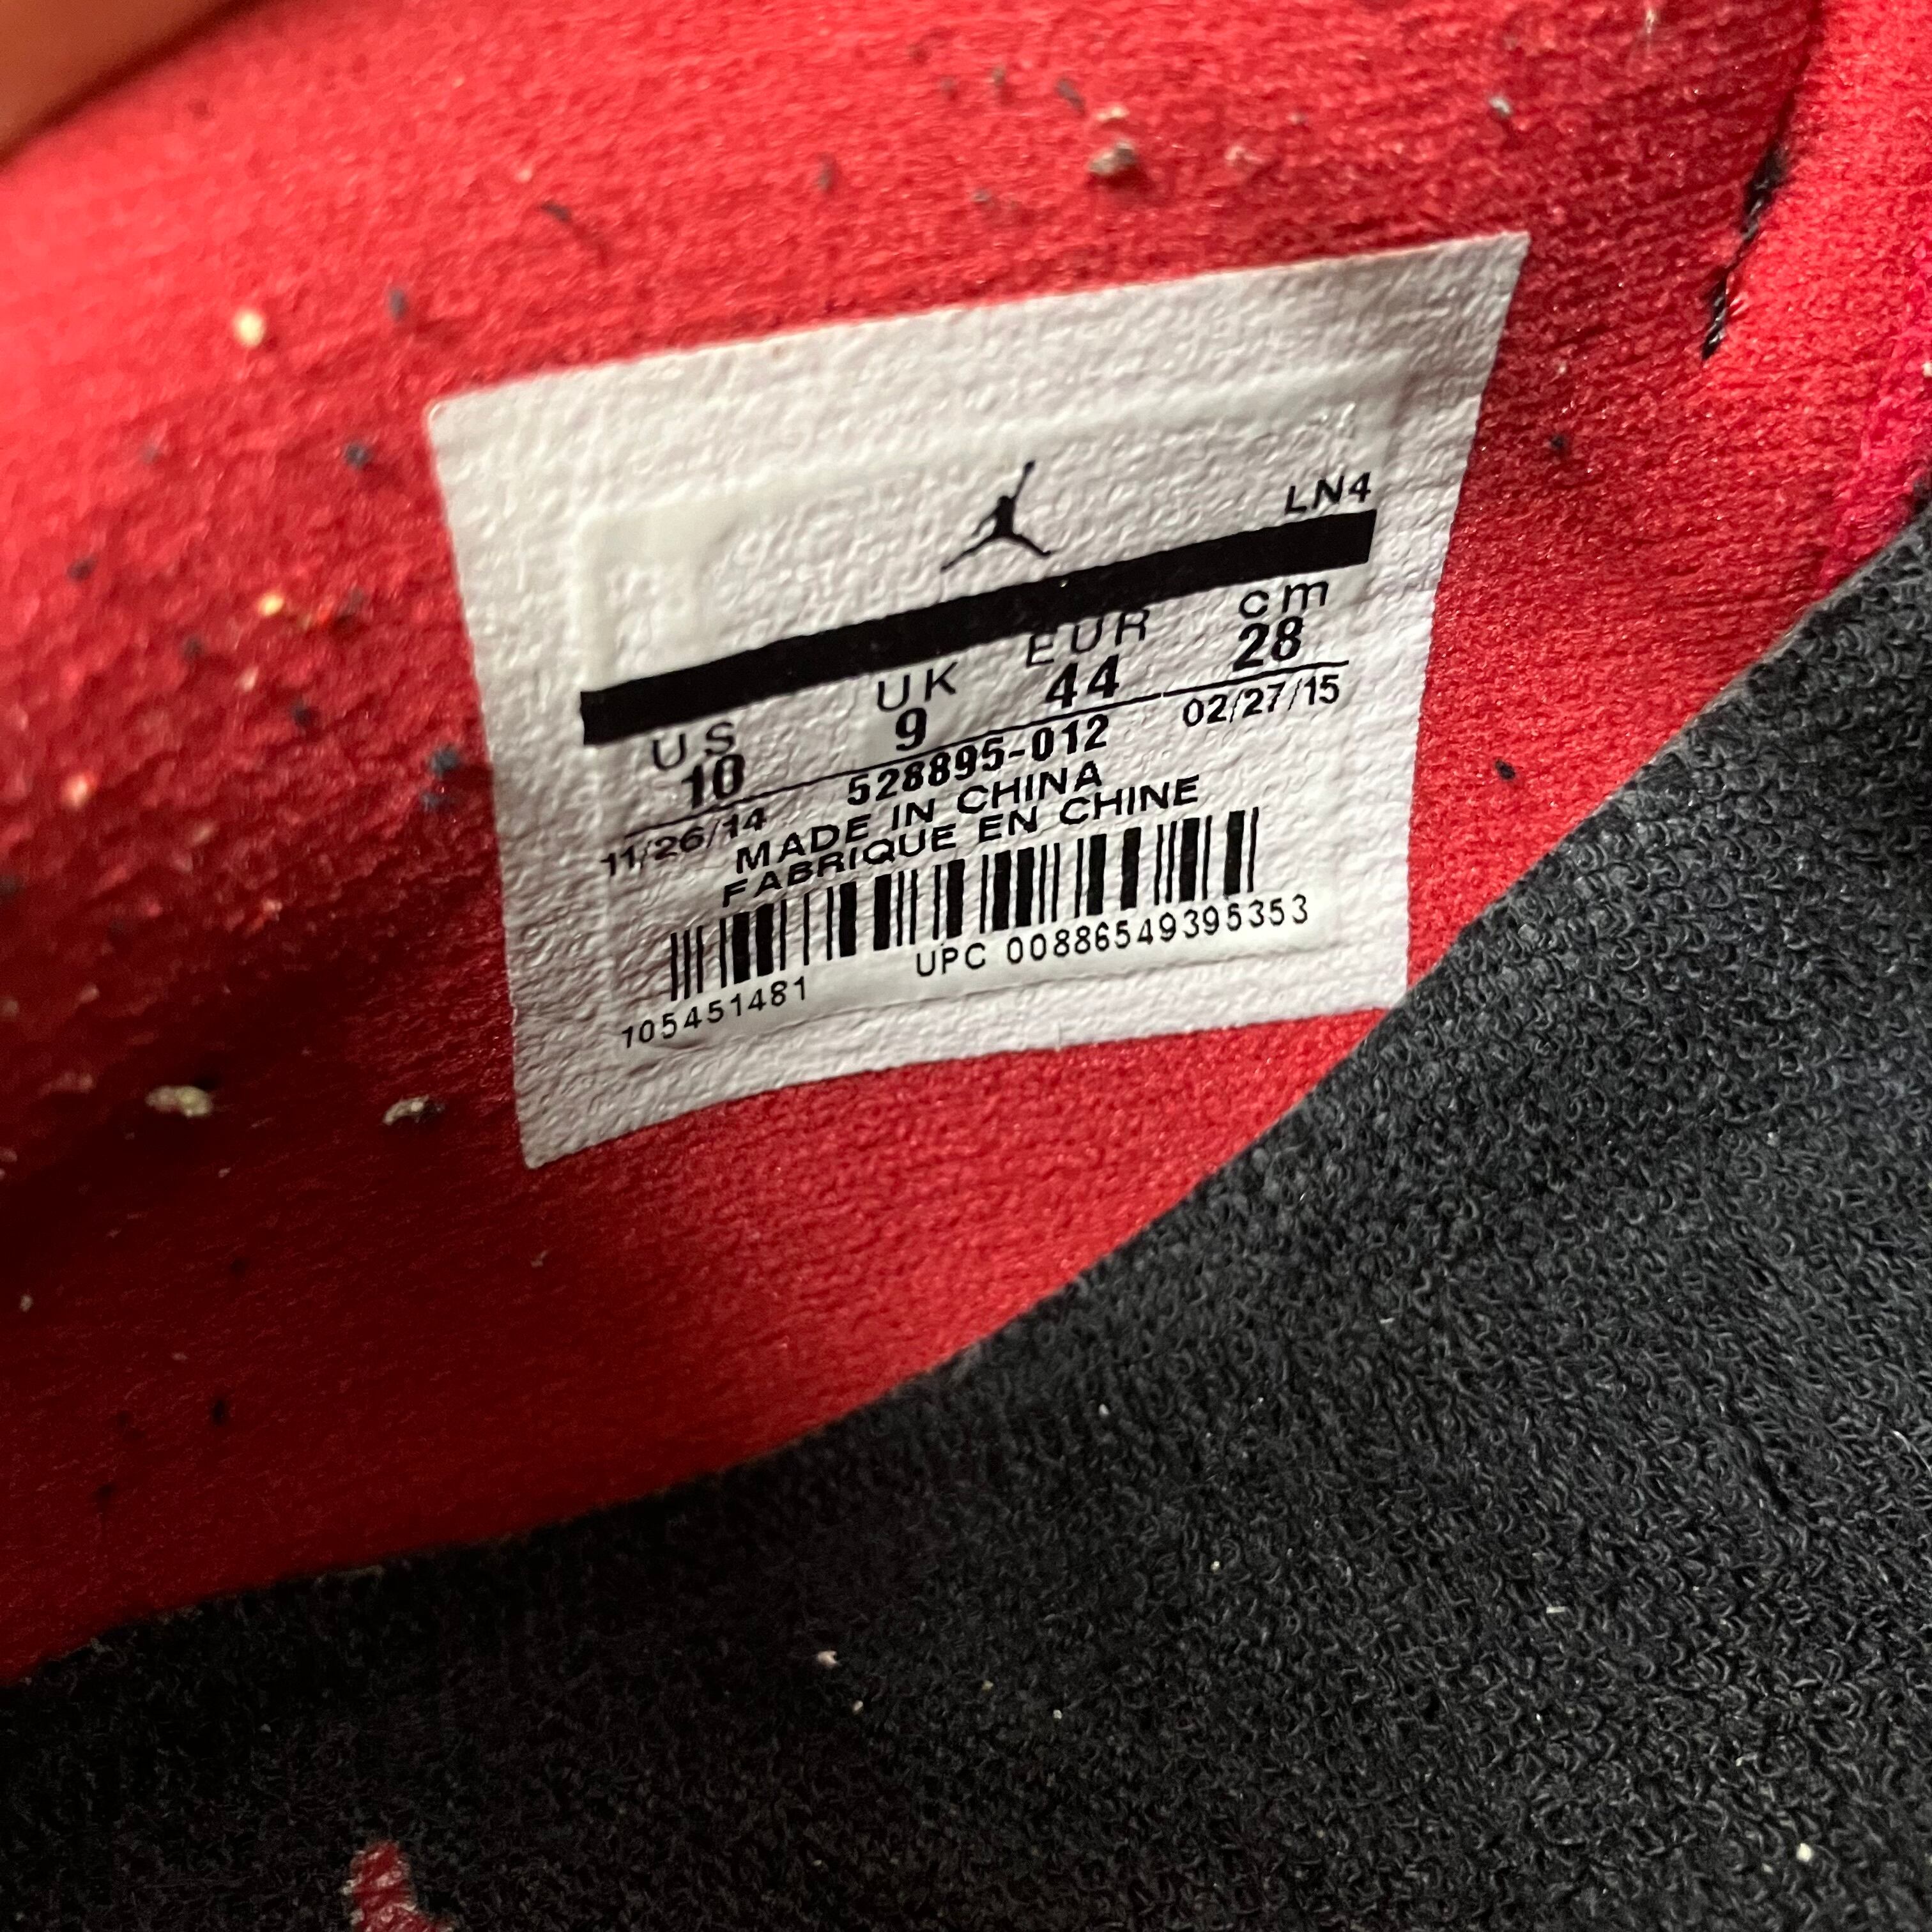 LN4
US UK EUR cm
10 9 44 28
11/26/14 528895-012 02/27/15
MADE IN CHINA
FABRIQUE EN CHINE
105451481 UPC 00886549395353